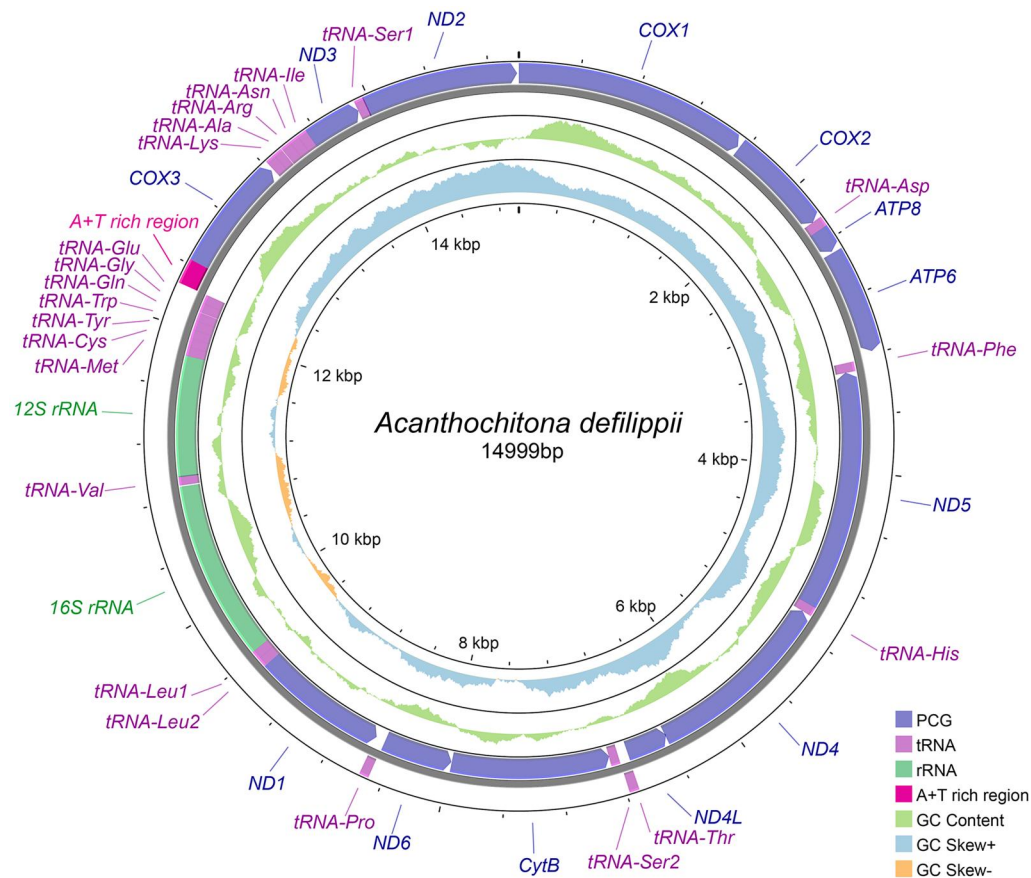 ND2
COX1
tRNA-Ser1
ND3
tRNA-Ile
tRNA-Asn
tRNA-Arg
tRNA-Ala
tRNA-Lys
COX2
COX3
tRNA-Asp
ATP8
A+T rich region
tRNA-Glu
tRNA-Gly
tRNA-Gln
tRNA-Trp
tRNA-Tyr
tRNA-Cys
tRNA-Met
14 kbp
ATP6
2 kbp
tRNA-Phe
12 kbp
12S rRNA
Acanthochitona defilippii
14999bp
4 kbp
tRNA-Val
ND5
10 kbp
16S rRNA
6 kbp
8 kbp
tRNA-His
tRNA-Leu1
tRNA-Leu2
ND4
ND1
tRNA-Pro
ND6
CytB
ND4L
tRNA-Thr
tRNA-Ser2
PCG
tRNA
rRNA
A+T rich region
GC Content
GC Skew+
GC Skew-